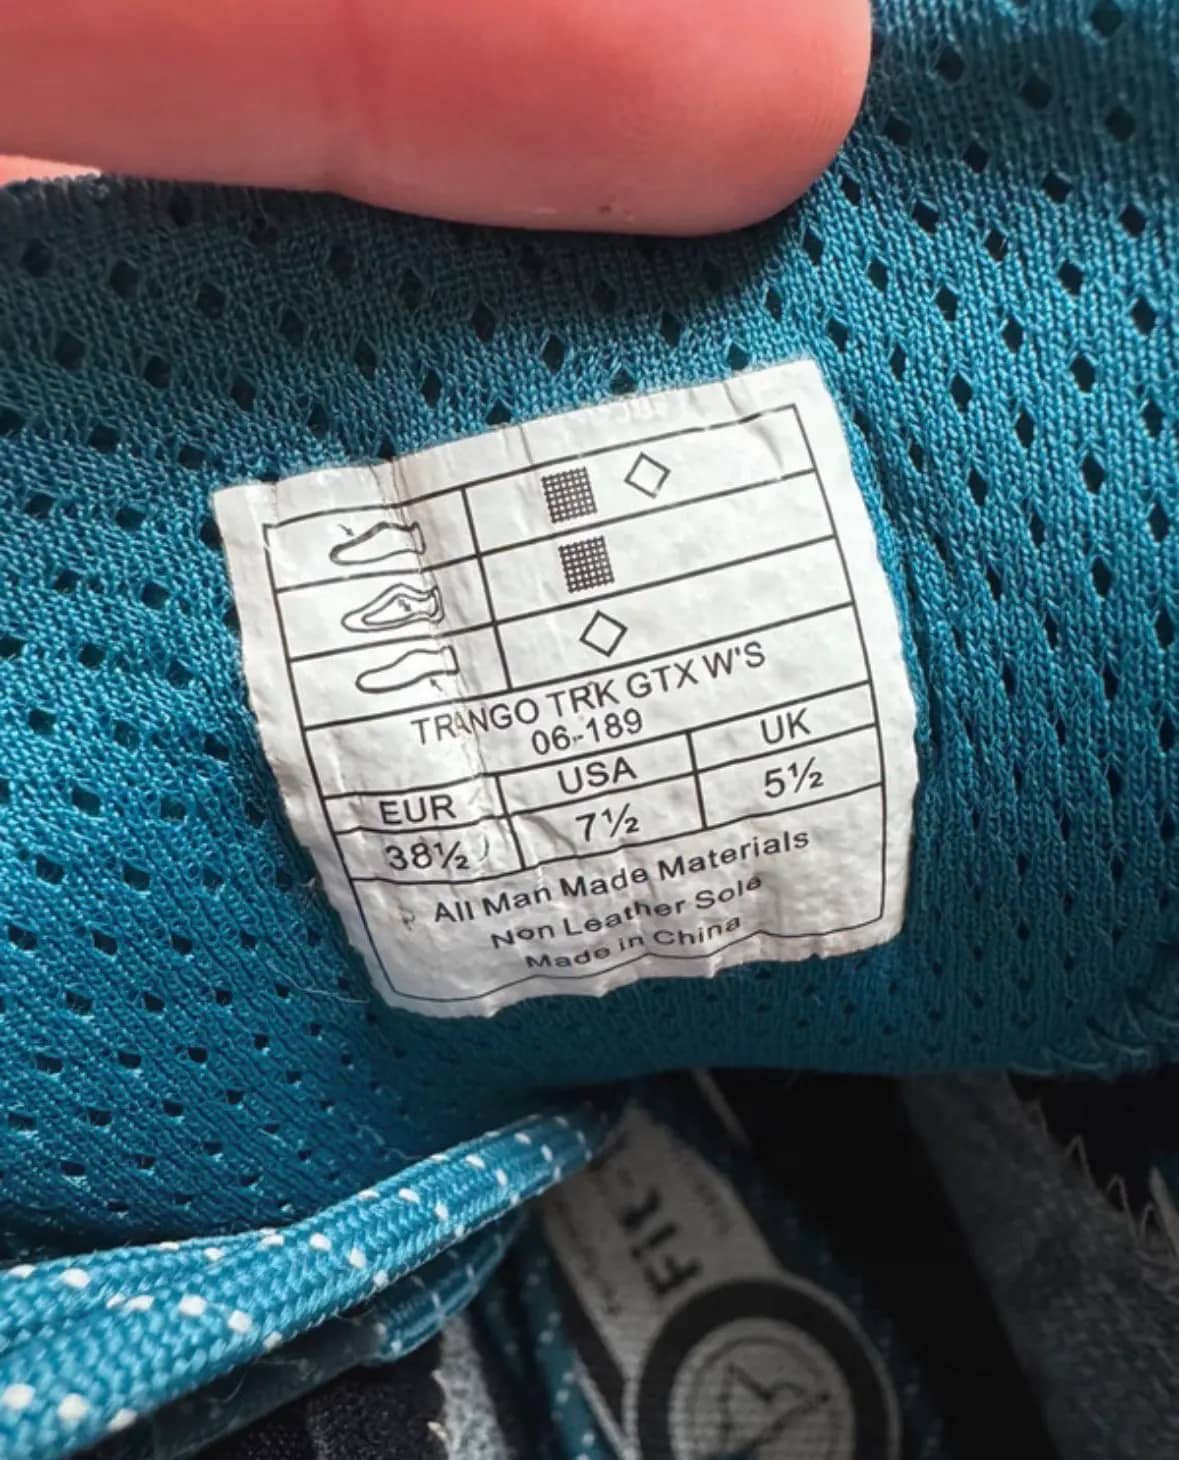 TRANGO TRK GTX W'S
06-189
EUR USA UK
38½ 7½ 5½
All Man Made Materials
Non Leather Sole
Made in China
FIT